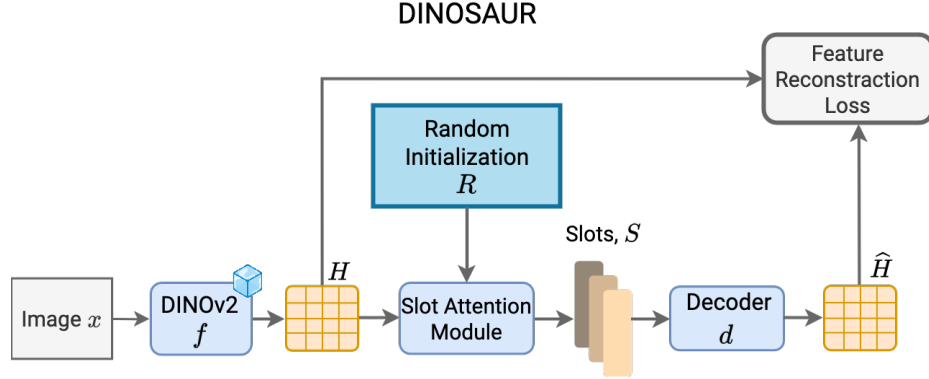 DINOSAUR
Feature
Reconstraction
Loss
Random
Initialization
R
Slots, S
H
Ĥ
Image x
DINOv2
f
Slot Attention
Module
Decoder
d